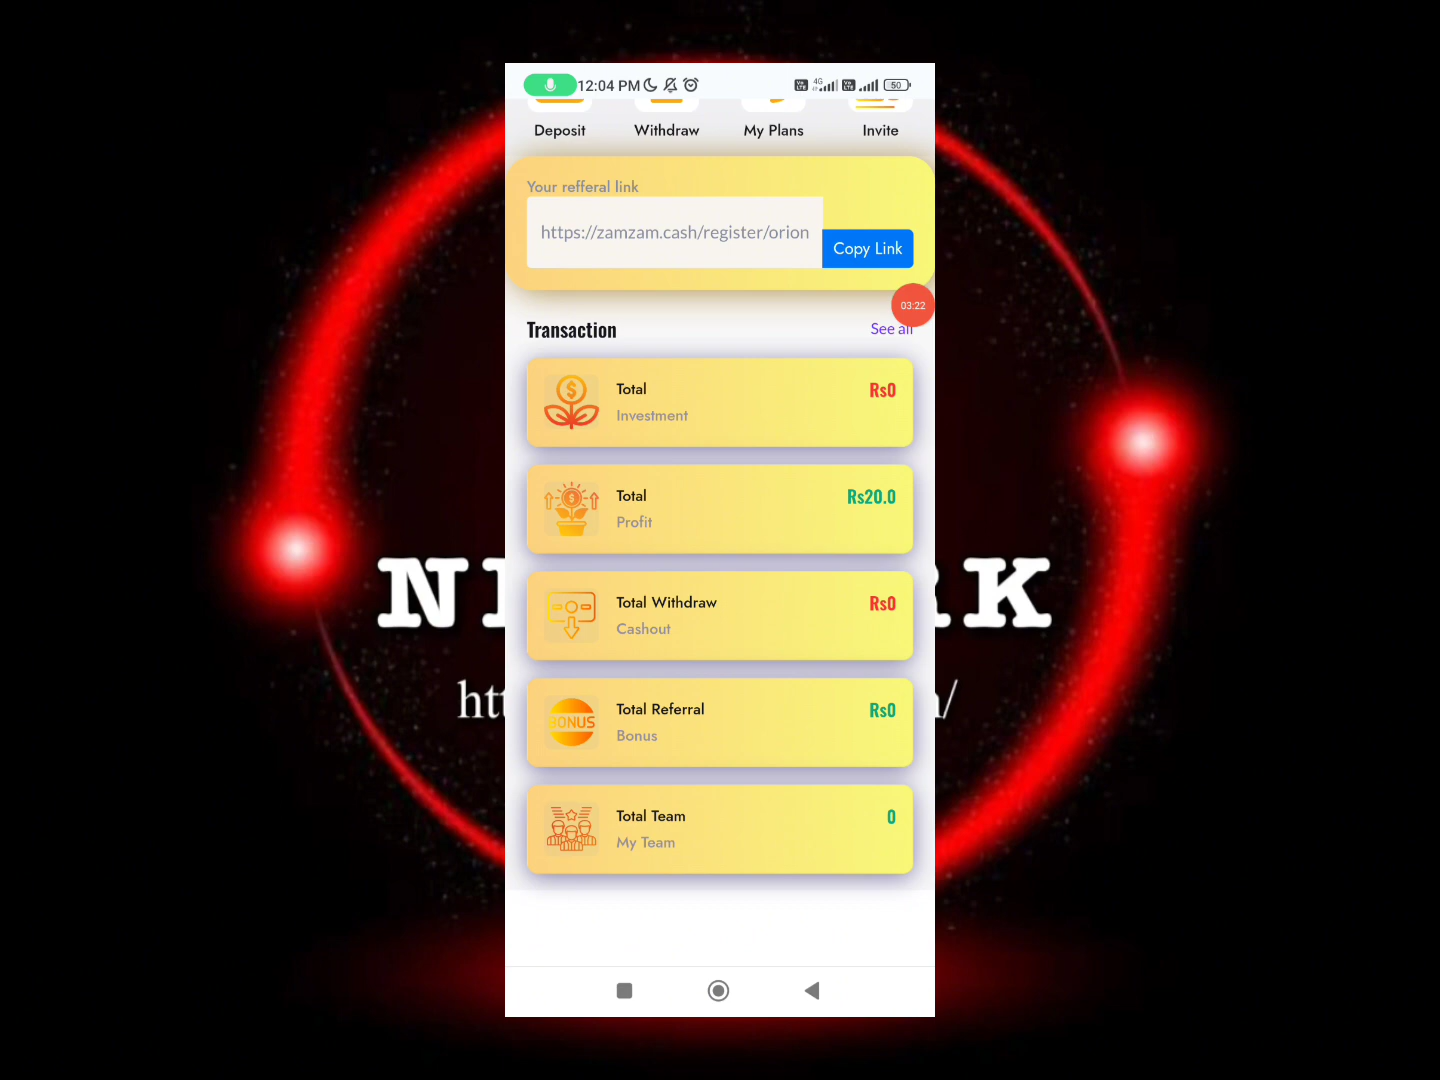 12:04 PM
4G
50
Deposit Withdraw My Plans Invite
Your refferal link
https://zamzam.cash/register/orion
Copy Link
03:22
Transaction
See all
Total
Rs0
Investment
Total
Rs20.0
Profit
Total Withdraw
Rs0
Cashout
BONUS
Total Referral
Rs0
Bonus
Total Team
0
My Team